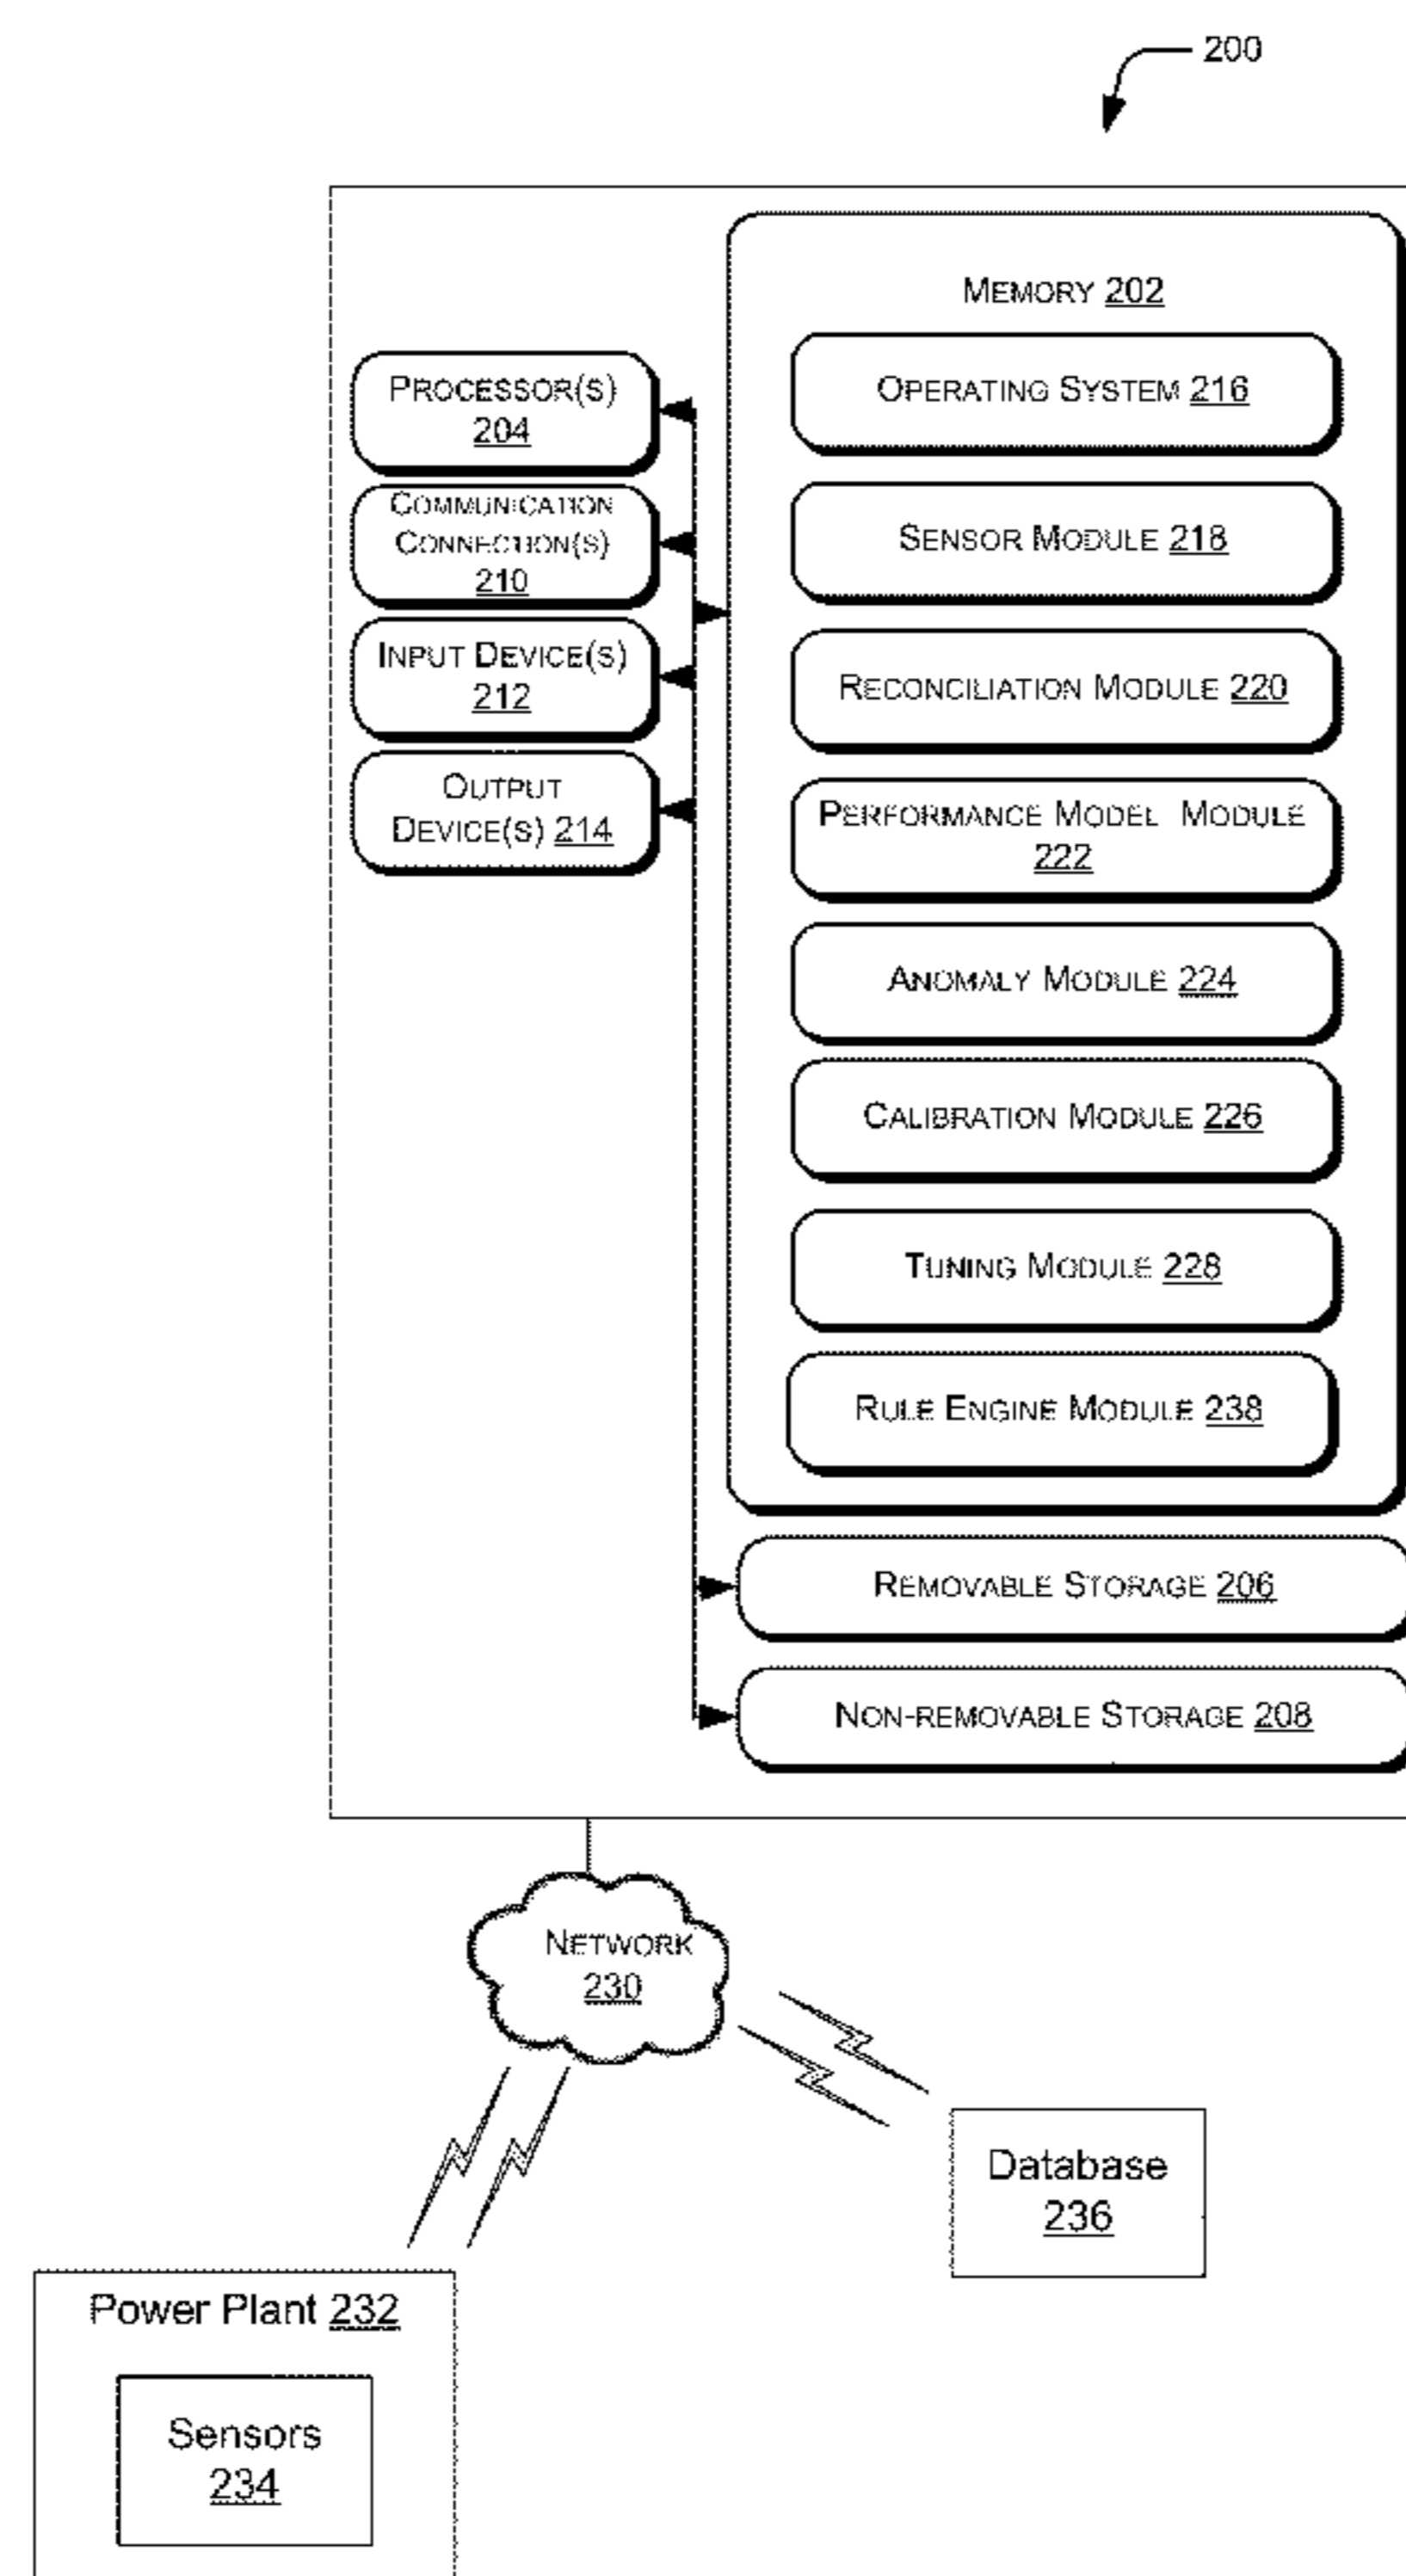 200
MEMORY 202
PROCESSOR(S)
204
COMMUNICATION
CONNECTION(S)
210
INPUT DEVICE(S)
212
OUTPUT
DEVICE(S) 214
OPERATING SYSTEM 216
SENSOR MODULE 218
RECONCILIATION MODULE 220
PERFORMANCE MODEL MODULE
222
ANOMALY MODULE 224
CALIBRATION MODULE 226
TUNING MODULE 228
RULE ENGINE MODULE 238
REMOVABLE STORAGE 206
NON-REMOVABLE STORAGE 208
NETWORK
230
Database
236
Power Plant 232
Sensors
234